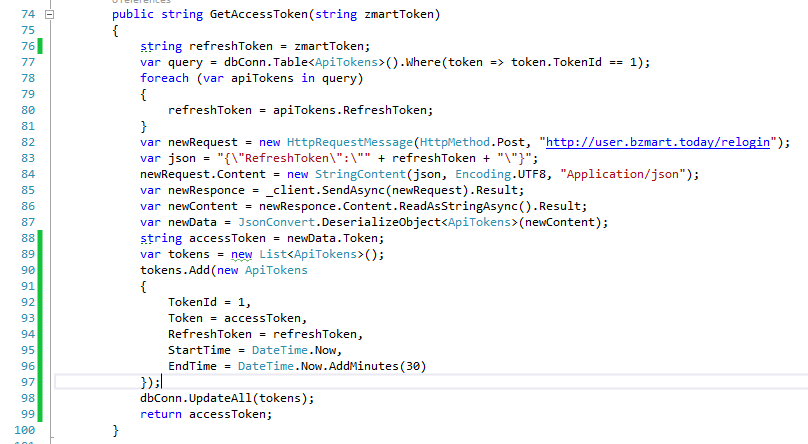 0 references
74 public string GetAccessToken(string zmartToken)
75 {
76 string refreshToken = zmartToken;
77 var query = dbConn.Table<ApiTokens>().Where(token => token.TokenId == 1);
78 foreach (var apiTokens in query)
79 {
80 refreshToken = apiTokens.RefreshToken;
81 }
82 var newRequest = new HttpRequestMessage(HttpMethod.Post, "http://user.bzmart.today/relogin");
83 var json = "{\"RefreshToken\":\"" + refreshToken + "\"}";
84 newRequest.Content = new StringContent(json, Encoding.UTF8, "Application/json");
85 var newResponce = _client.SendAsync(newRequest).Result;
86 var newContent = newResponce.Content.ReadAsStringAsync().Result;
87 var newData = JsonConvert.DeserializeObject<ApiTokens>(newContent);
88 string accessToken = newData.Token;
89 var tokens = new List<ApiTokens>();
90 tokens.Add(new ApiTokens
91 {
92 TokenId = 1,
93 Token = accessToken,
94 RefreshToken = refreshToken,
95 StartTime = DateTime.Now,
96 EndTime = DateTime.Now.AddMinutes(30)
97 });
98 dbConn.UpdateAll(tokens);
99 return accessToken;
100 }